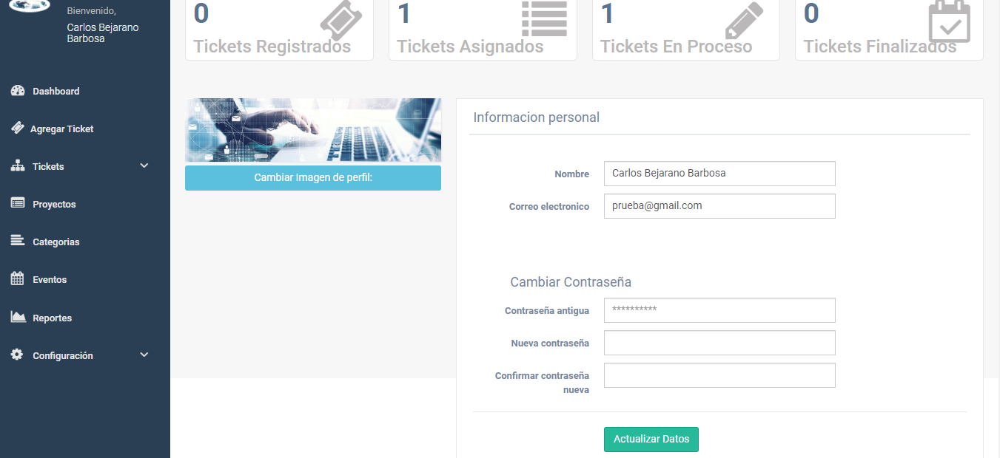 Bienvenido,
Carlos Bejarano
Barbosa
Dashboard
Agregar Ticket
Tickets
Proyectos
Categorias
Eventos
Reportes
Configuración
0
Tickets Registrados
1
Tickets Asignados
1
Tickets En Proceso
0
Tickets Finalizados
Cambiar Imagen de perfil:
Informacion personal
Nombre
Carlos Bejarano Barbosa
Correo electronico
prueba@gmail.com
Cambiar Contraseña
Contraseña antigua
**********
Nueva contraseña
Confirmar contraseña
nueva
Actualizar Datos